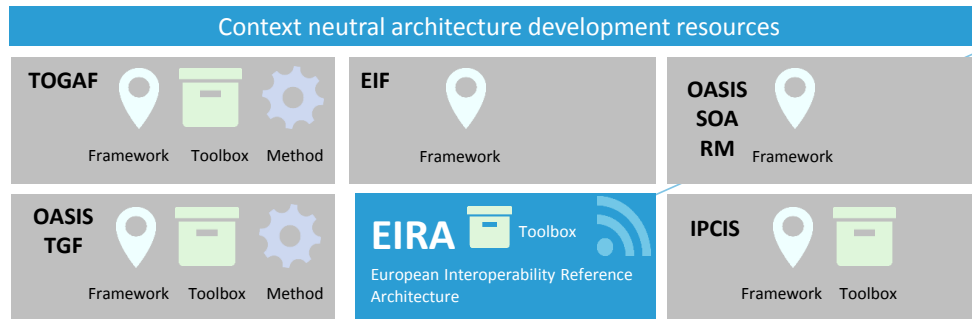 Context neutral architecture development resources
TOGAF
Framework Toolbox Method
EIF
Framework
OASIS
SOA
RM
Framework
OASIS
TGF
Framework Toolbox Method
EIRA
Toolbox
European Interoperability Reference
Architecture
IPCIS
Framework Toolbox